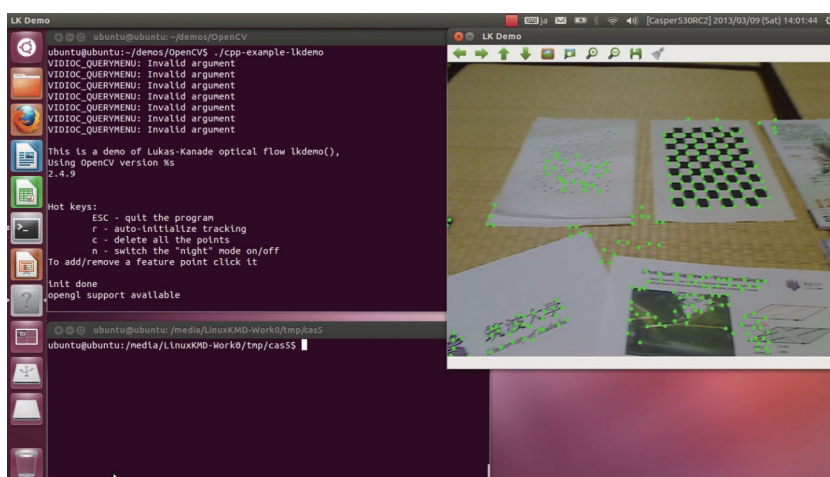 LK Demo
ja
[Casper530RC2] 2013/03/09 (Sat) 14:01:44
ubuntu@ubuntu: ~/demos/OpenCV
ubuntu@ubuntu:~/demos/OpenCV$ ./cpp-example-lkdemo
VIDIOC_QUERYMENU: Invalid argument
VIDIOC_QUERYMENU: Invalid argument
VIDIOC_QUERYMENU: Invalid argument
VIDIOC_QUERYMENU: Invalid argument
VIDIOC_QUERYMENU: Invalid argument
VIDIOC_QUERYMENU: Invalid argument
VIDIOC_QUERYMENU: Invalid argument
This is a demo of Lukas-Kanade optical flow lkdemo(),
Using OpenCV version %s
2.4.9
Hot keys:
ESC - quit the program
r - auto-initialize tracking
c - delete all the points
n - switch the "night" mode on/off
To add/remove a feature point click it
init done
opengl support available
ubuntu@ubuntu: /media/LinuxKMD-Work0/tmp/cas5
ubuntu@ubuntu:/media/LinuxKMD-Work0/tmp/cas5$
LK Demo
筑波大学